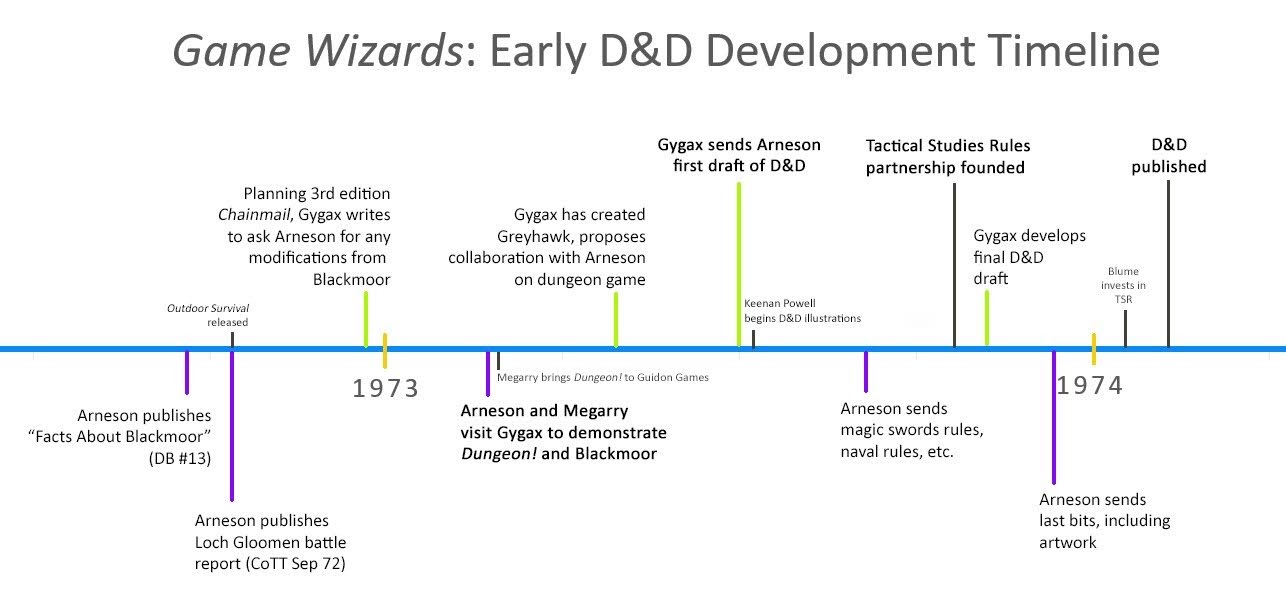 Game Wizards: Early D&D Development Timeline
Gygax sends Arneson
first draft of D&D
Tactical Studies Rules
partnership founded
D&D
published
Planning 3rd edition
Chainmail, Gygax writes
to ask Arneson for any
modifications from
Blackmoor
Gygax has created
Greyhawk, proposes
collaboration with Arneson
on dungeon game
Gygax develops
final D&D
draft
Blume
invests in
TSR
Outdoor Survival
released
Keenan Powell
begins D&D illustrations
1973
Megarry brings Dungeon! to Guidon Games
1974
Arneson publishes
“Facts About Blackmoor”
(DB #13)
Arneson and Megarry
visit Gygax to demonstrate
Dungeon! and Blackmoor
Arneson sends
magic swords rules,
naval rules, etc.
Arneson publishes
Loch Gloomen battle
report (CoTT Sep 72)
Arneson sends
last bits, including
artwork